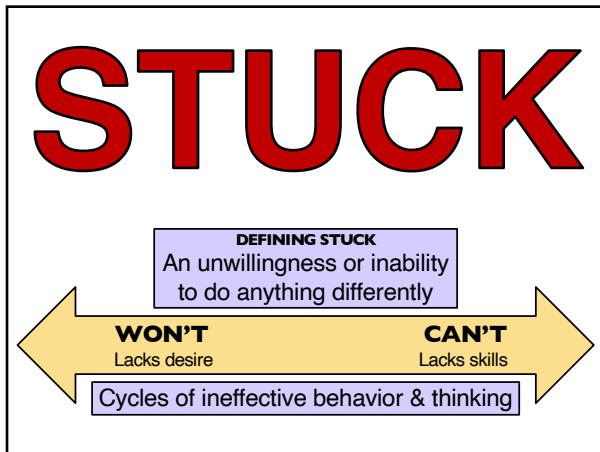 STUCK
DEFINING STUCK
An unwillingness or inability
to do anything differently
WON'T
Lacks desire
CAN'T
Lacks skills
Cycles of ineffective behavior & thinking